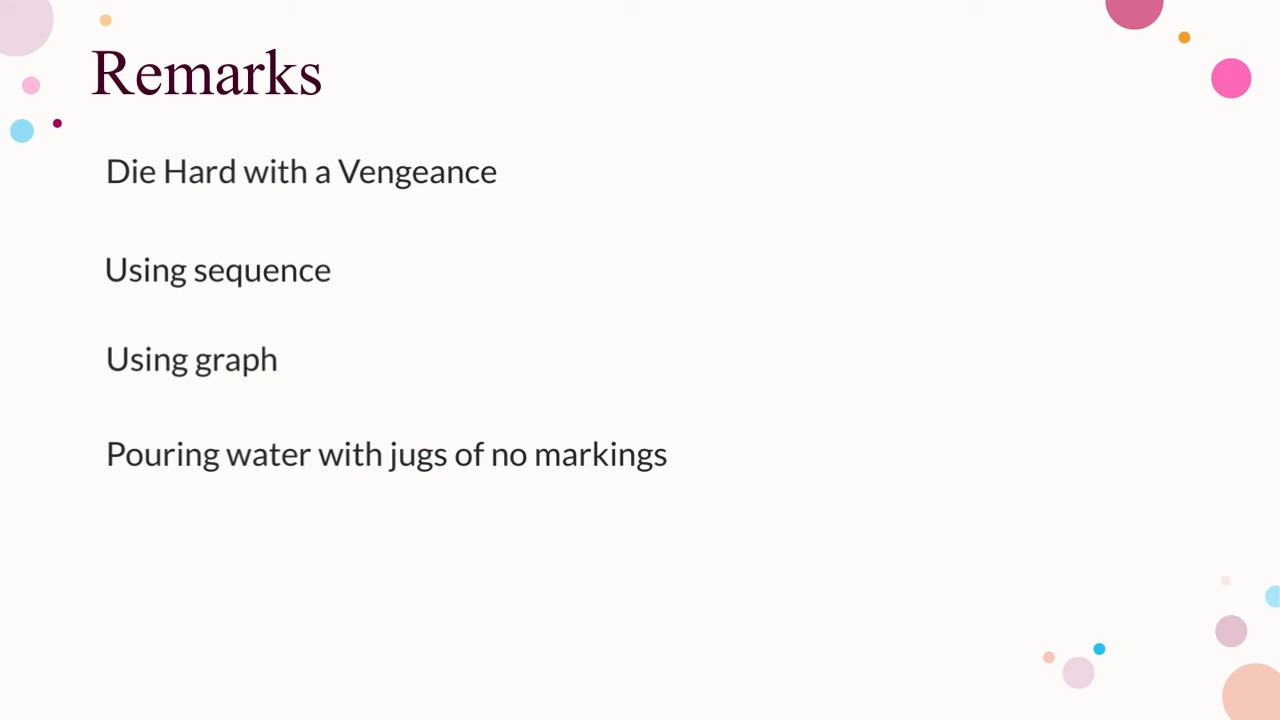 Remarks
Die Hard with a Vengeance
Using sequence
Using graph
Pouring water with jugs of no markings